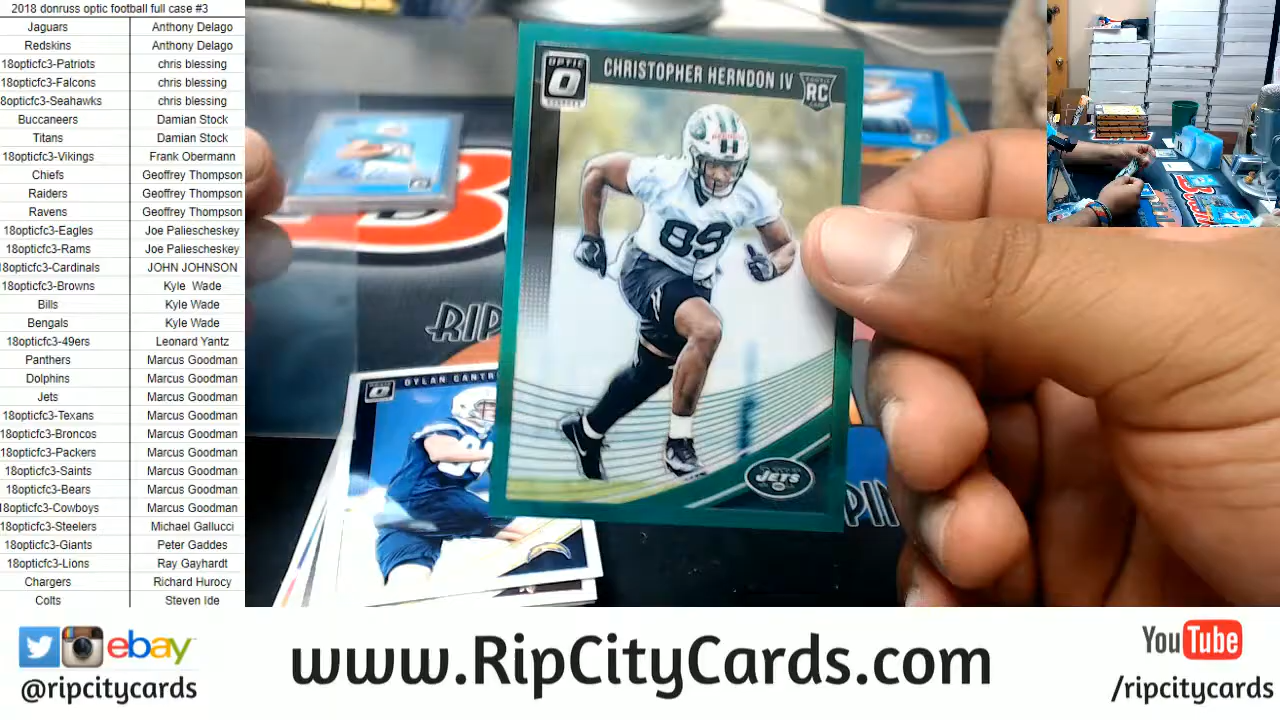 2018 donruss optic football full case #3
Jaguars Anthony Delago
Redskins Anthony Delago
18opticfc3-Patriots chris blessing
18opticfc3-Falcons chris blessing
8opticfc3-Seahawks chris blessing
Buccaneers Damian Stock
Titans Damian Stock
18opticfc3-Vikings Frank Obermann
Chiefs Geoffrey Thompson
Raiders Geoffrey Thompson
Ravens Geoffrey Thompson
18opticfc3-Eagles Joe Paliescheskey
18opticfc3-Rams Joe Paliescheskey
18opticfc3-Cardinals JOHN JOHNSON
18opticfc3-Browns Kyle Wade
Bills Kyle Wade
Bengals Kyle Wade
18opticfc3-49ers Leonard Yantz
Panthers Marcus Goodman
Dolphins Marcus Goodman
Jets Marcus Goodman
18opticfc3-Texans Marcus Goodman
18opticfc3-Broncos Marcus Goodman
18opticfc3-Packers Marcus Goodman
18opticfc3-Saints Marcus Goodman
18opticfc3-Bears Marcus Goodman
18opticfc3-Cowboys Marcus Goodman
18opticfc3-Steelers Michael Gallucci
18opticfc3-Giants Peter Gaddes
18opticfc3-Lions Ray Gayhardt
Chargers Richard Hurocy
Colts Steven Ide
OPTIC
CHRISTOPHER HERNDON IV
RC
89
JETS
RIP
DYLAN CANTR
RIPIN
ebay
@ripcitycards
www.RipCityCards.com
YouTube
/ripcitycards